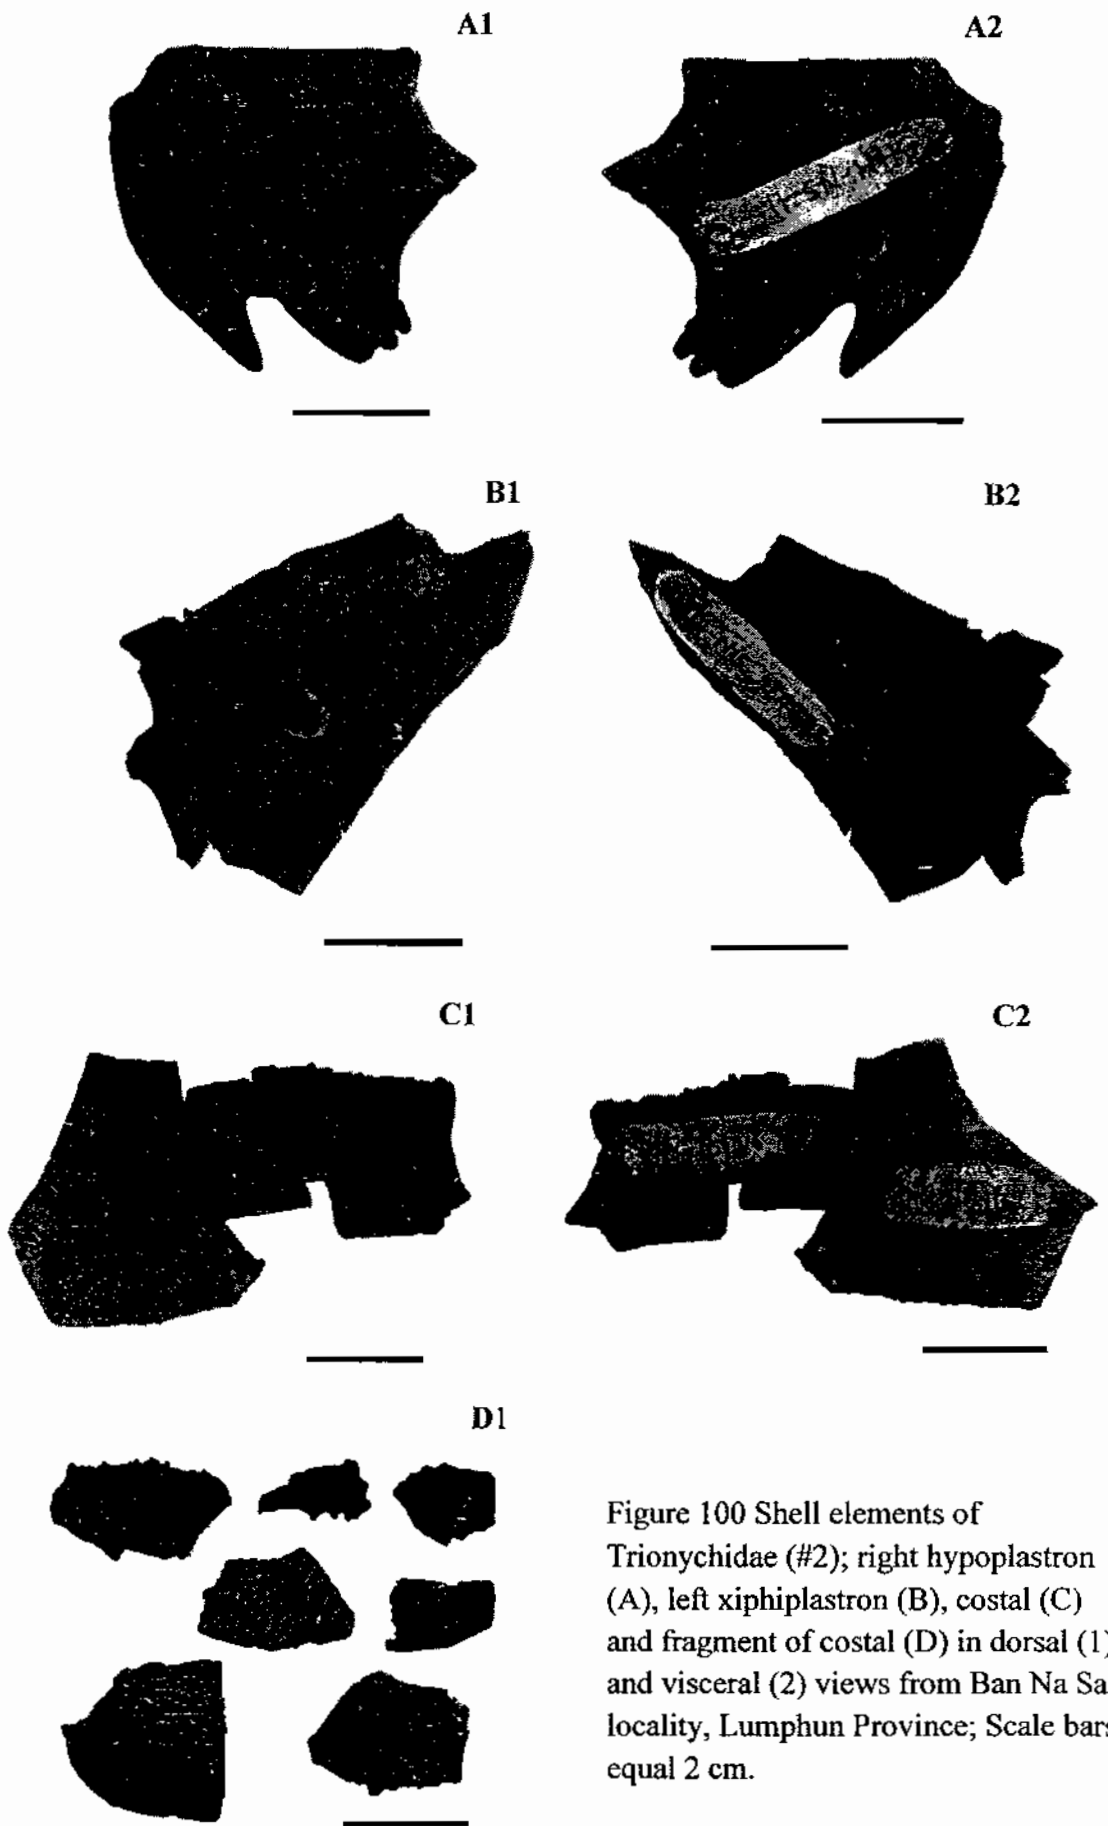 A1 A2
B1 B2
C1 C2
D1
Figure 100 Shell elements of
Trionychidae (#2); right hypoplastron
(A), left xiphiplastron (B), costal (C)
and fragment of costal (D) in dorsal (1)
and visceral (2) views from Ban Na Sa
locality, Lumphun Province; Scale bars
equal 2 cm.